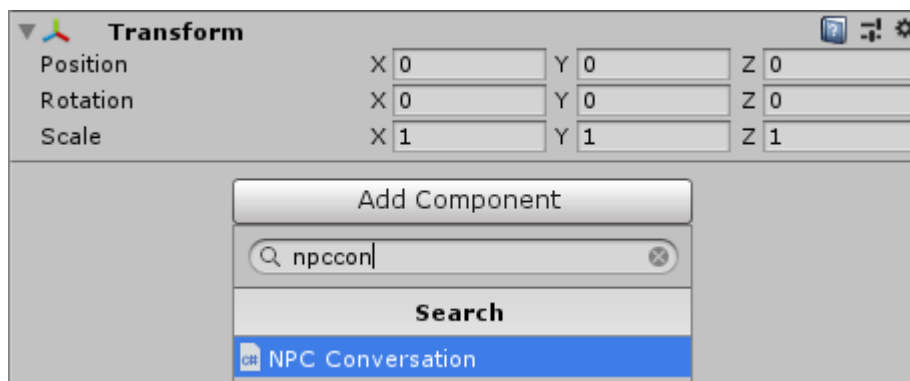 Transform
Position X 0 Y 0 Z 0
Rotation X 0 Y 0 Z 0
Scale X 1 Y 1 Z 1
Add Component
npccon
Search
c# NPC Conversation